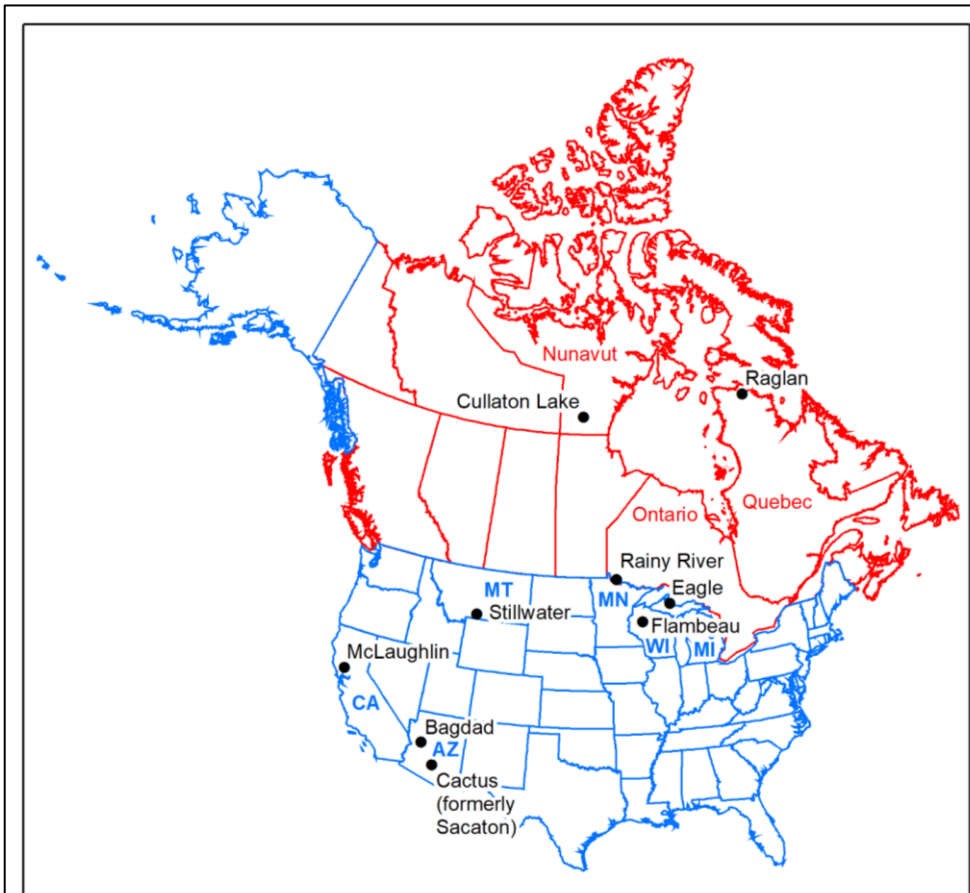 Nunavut
Raglan
Cullaton Lake
Quebec
Ontario
Rainy River
MT
MN
Eagle
Stillwater
Flambeau
WI
MI
McLaughlin
CA
Bagdad
AZ
Cactus
(formerly
Sacaton)